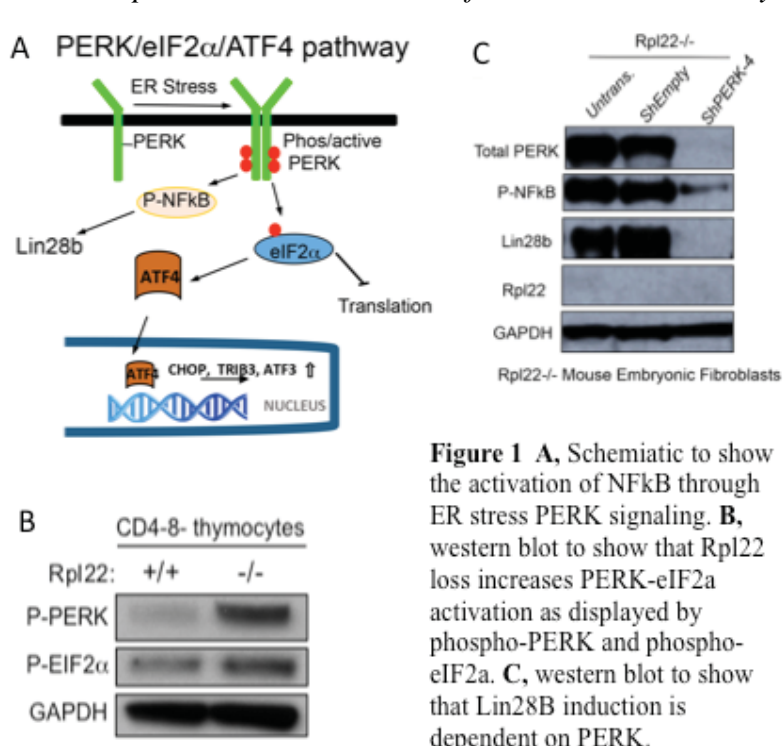 A PERK/eIF2α/ATF4 pathway
ER Stress
PERK
Phos/active
PERK
P-NFkB
Lin28b
eIF2α
ATF4
Translation
ATF4 CHOP, TRIB3, ATF3 ⇧
NUCLEUS
C
Rpl22-/-
Untrans.
ShEmpty
ShPERK-4
Total PERK
P-NFkB
Lin28b
Rpl22
GAPDH
Rpl22-/- Mouse Embryonic Fibroblasts
B
CD4-8- thymocytes
Rpl22: +/+ -/-
P-PERK
P-EIF2α
GAPDH
Figure 1 A, Schemiatic to show
the activation of NFkB through
ER stress PERK signaling. B,
western blot to show that Rpl22
loss increases PERK-eIF2a
activation as displayed by
phospho-PERK and phospho-
eIF2a. C, western blot to show
that Lin28B induction is
dependent on PERK.